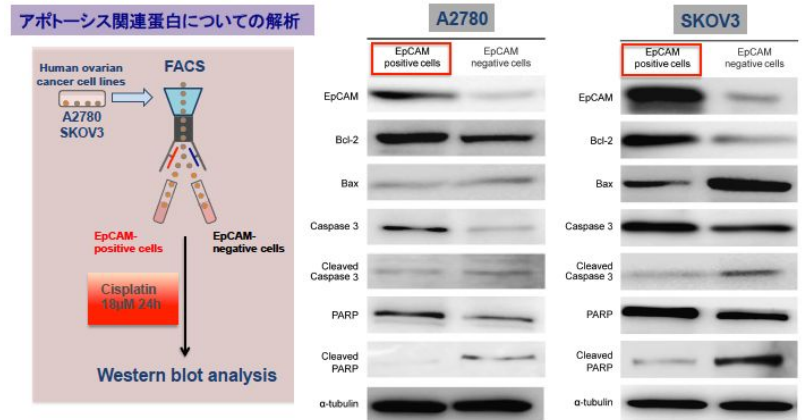 アポトーシス関連蛋白についての解析
Human ovarian
cancer cell lines
FACS
A2780
SKOV3
EpCAM-
positive cells
EpCAM-
negative cells
Cisplatin
18μM 24h
Western blot analysis
A2780
EpCAM
positive cells
EpCAM
negative cells
EpCAM
Bcl-2
Bax
Caspase 3
Cleaved
Caspase 3
PARP
Cleaved
PARP
α-tubulin
SKOV3
EpCAM
positive cells
EpCAM
negative cells
EpCAM
Bcl-2
Bax
Caspase 3
Cleaved
Caspase 3
PARP
Cleaved
PARP
α-tubulin